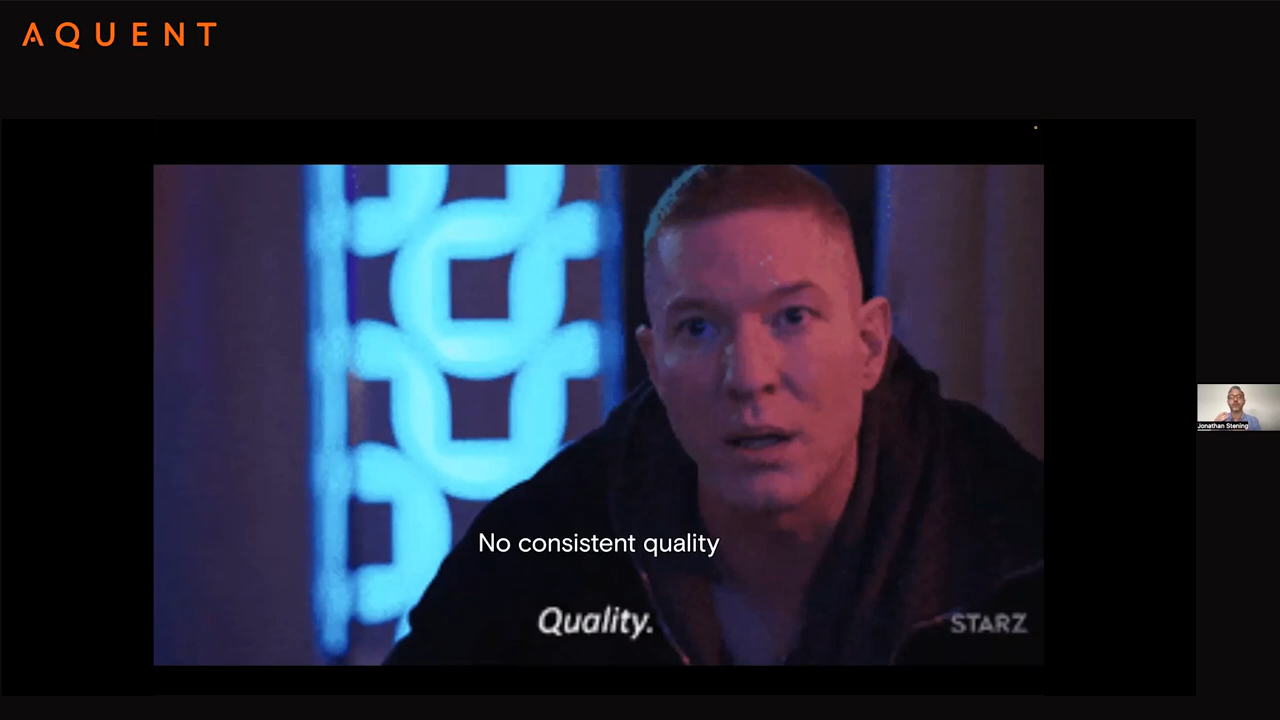 AQUENT
No consistent quality
Quality.
STARZ
Jonathan Stening